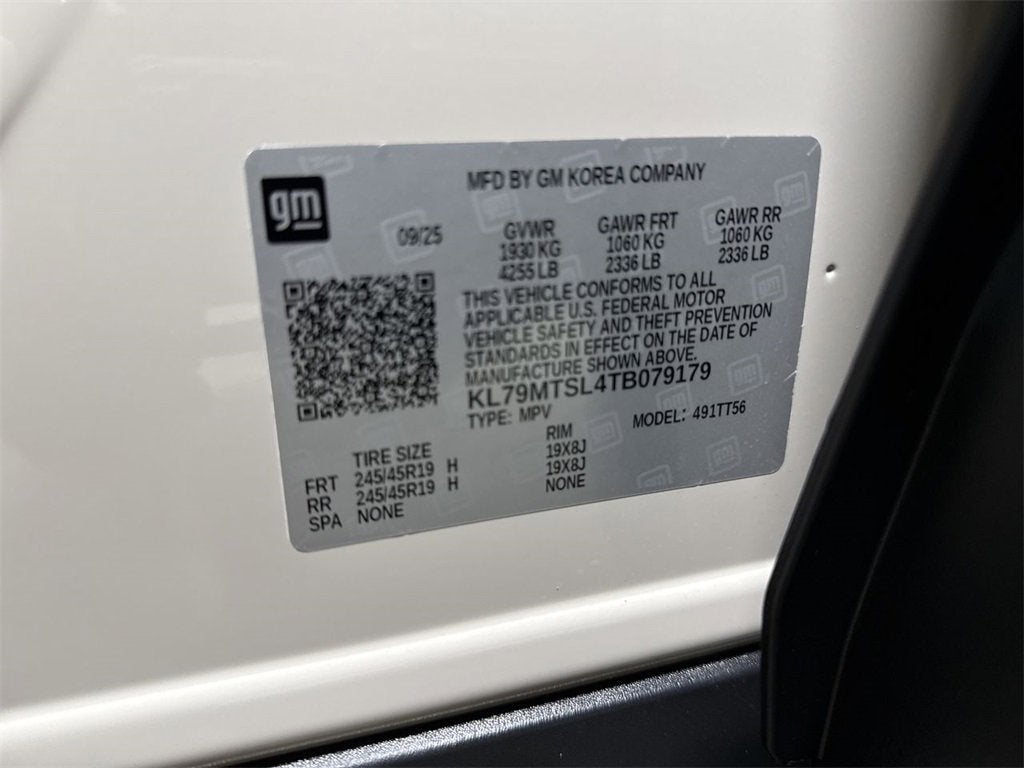 gm
MFD BY GM KOREA COMPANY
09/25
GVWR GAWR FRT GAWR RR
1930 KG 1060 KG 1060 KG
4255 LB 2336 LB 2336 LB
THIS VEHICLE CONFORMS TO ALL
APPLICABLE U.S. FEDERAL MOTOR
VEHICLE SAFETY AND THEFT PREVENTION
STANDARDS IN EFFECT ON THE DATE OF
MANUFACTURE SHOWN ABOVE.
KL79MTSL4TB079179
TYPE: MPV MODEL: 491TT56
TIRE SIZE RIM
FRT 245/45R19 H 19X8J
RR 245/45R19 H 19X8J
SPA NONE NONE